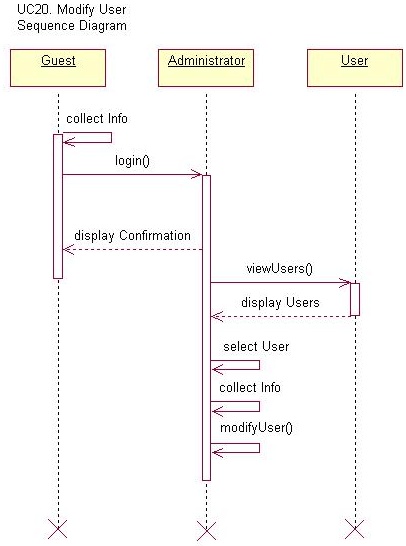 UC20. Modify User
Sequence Diagram
Guest
Administrator
User
collect Info
login()
display Confirmation
viewUsers()
display Users
select User
collect Info
modifyUser()